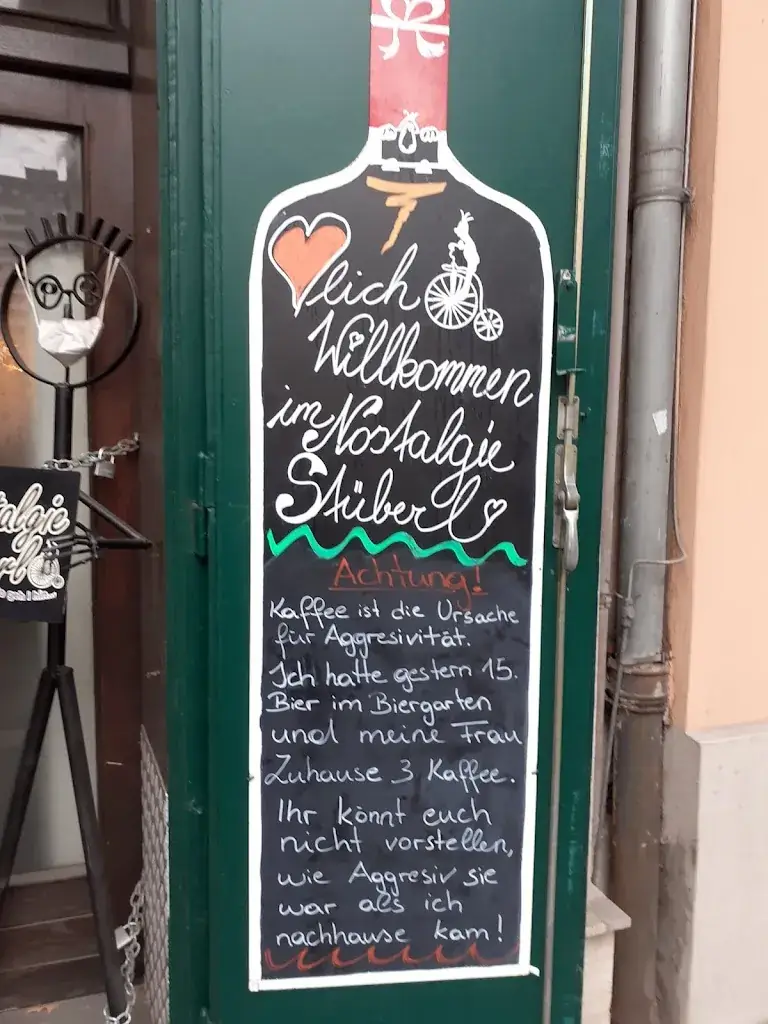 lich
Willkommen
im Nostalgie
Stüberl
Achtung!
Kaffee ist die Ursache
für Aggresivität.
Ich hatte gestern 15.
Bier im Biergarten
und meine Frau
Zuhause 3 Kaffee.
Ihr könnt euch
nicht vorstellen,
wie Aggresiv sie
war als ich
nachhause kam!
talgie